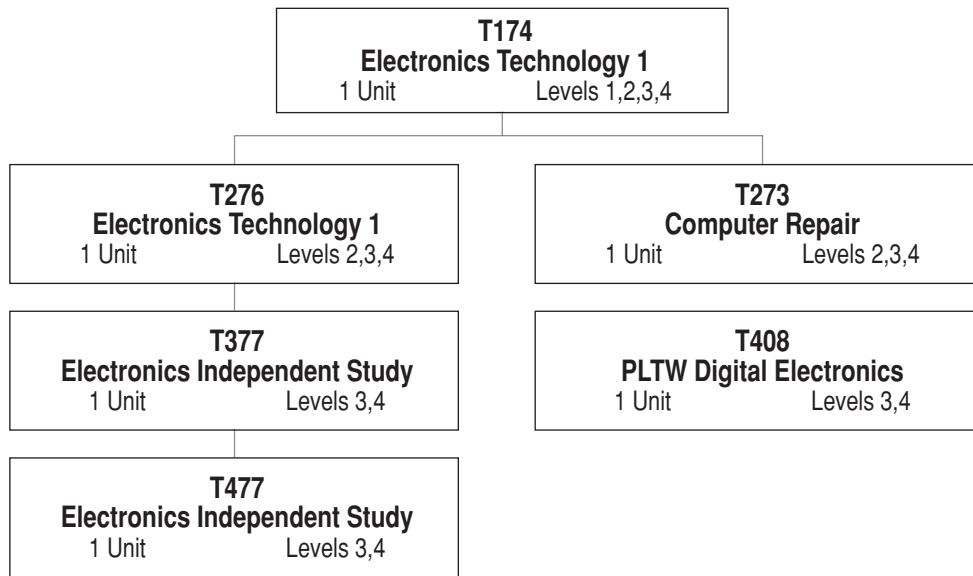 T174
Electronics Technology 1
1 Unit Levels 1,2,3,4
T276
Electronics Technology 1
1 Unit Levels 2,3,4
T273
Computer Repair
1 Unit Levels 2,3,4
T377
Electronics Independent Study
1 Unit Levels 3,4
T408
PLTW Digital Electronics
1 Unit Levels 3,4
T477
Electronics Independent Study
1 Unit Levels 3,4